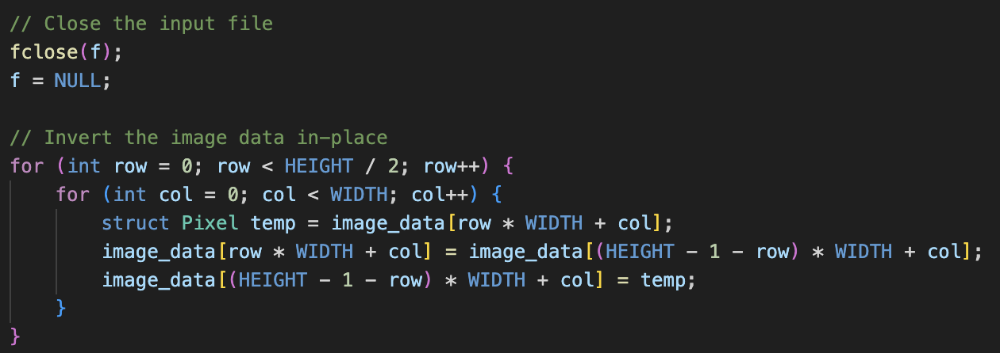 // Close the input file
fclose(f);
f = NULL;

// Invert the image data in-place
for (int row = 0; row < HEIGHT / 2; row++) {
    for (int col = 0; col < WIDTH; col++) {
        struct Pixel temp = image_data[row * WIDTH + col];
        image_data[row * WIDTH + col] = image_data[(HEIGHT - 1 - row) * WIDTH + col];
        image_data[(HEIGHT - 1 - row) * WIDTH + col] = temp;
    }
}